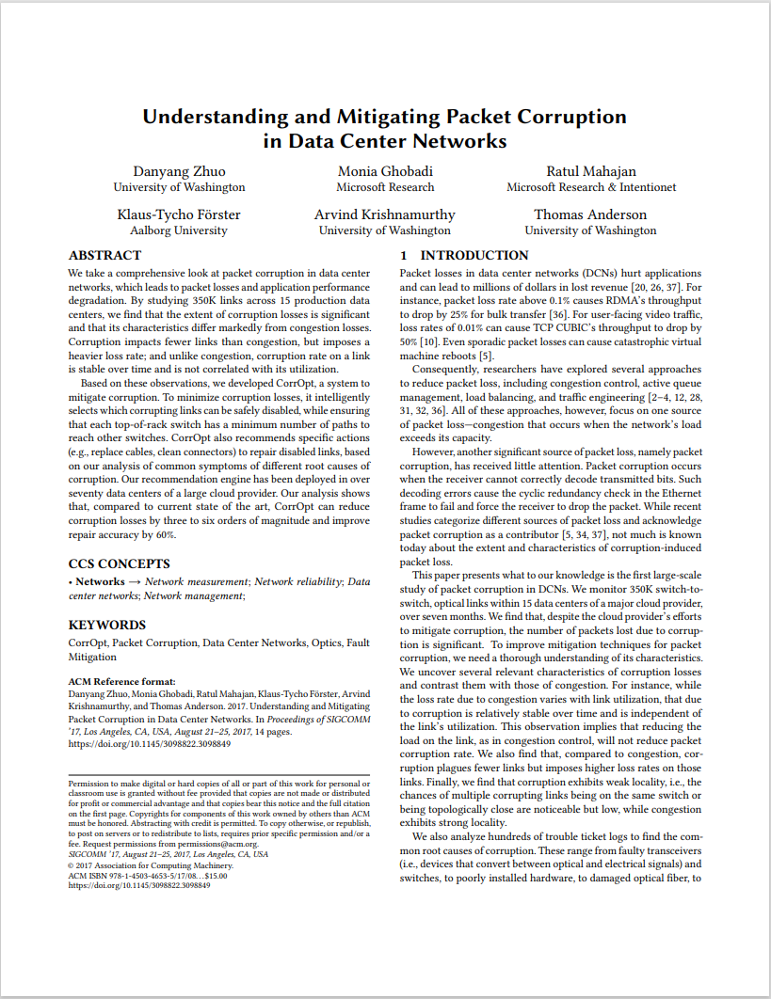 Understanding and Mitigating Packet Corruption
in Data Center Networks
Danyang Zhuo
University of Washington
Monia Ghobadi
Microsoft Research
Ratul Mahajan
Microsoft Research & Intentionet
Klaus-Tycho Förster
Aalborg University
Arvind Krishnamurthy
University of Washington
Thomas Anderson
University of Washington
ABSTRACT
We take a comprehensive look at packet corruption in data center
networks, which leads to packet losses and application performance
degradation. By studying 350K links across 15 production data
centers, we find that the extent of corruption losses is significant
and that its characteristics differ markedly from congestion losses.
Corruption impacts fewer links than congestion, but imposes a
heavier loss rate; and unlike congestion, corruption rate on a link
is stable over time and is not correlated with its utilization.
Based on these observations, we developed CorrOpt, a system to
mitigate corruption. To minimize corruption losses, it intelligently
selects which corrupting links can be safely disabled, while ensuring
that each top-of-rack switch has a minimum number of paths to
reach other switches. CorrOpt also recommends specific actions
(e.g., replace cables, clean connectors) to repair disabled links, based
on our analysis of common symptoms of different root causes of
corruption. Our recommendation engine has been deployed in over
seventy data centers of a large cloud provider. Our analysis shows
that, compared to current state of the art, CorrOpt can reduce
corruption losses by three to six orders of magnitude and improve
repair accuracy by 60%.
CCS CONCEPTS
• Networks → Network measurement; Network reliability; Data
center networks; Network management;
KEYWORDS
CorrOpt, Packet Corruption, Data Center Networks, Optics, Fault
Mitigation
ACM Reference format:
Danyang Zhuo, Monia Ghobadi, Ratul Mahajan, Klaus-Tycho Förster, Arvind
Krishnamurthy, and Thomas Anderson. 2017. Understanding and Mitigating
Packet Corruption in Data Center Networks. In Proceedings of SIGCOMM
'17, Los Angeles, CA, USA, August 21–25, 2017, 14 pages.
https://doi.org/10.1145/3098822.3098849
Permission to make digital or hard copies of all or part of this work for personal or
classroom use is granted without fee provided that copies are not made or distributed
for profit or commercial advantage and that copies bear this notice and the full citation
on the first page. Copyrights for components of this work owned by others than ACM
must be honored. Abstracting with credit is permitted. To copy otherwise, or republish,
to post on servers or to redistribute to lists, requires prior specific permission and/or a
fee. Request permissions from permissions@acm.org.
SIGCOMM '17, August 21–25, 2017, Los Angeles, CA, USA
© 2017 Association for Computing Machinery.
ACM ISBN 978-1-4503-4653-5/17/08...$15.00
https://doi.org/10.1145/3098822.3098849
1 INTRODUCTION
Packet losses in data center networks (DCNs) hurt applications
and can lead to millions of dollars in lost revenue [20, 26, 37]. For
instance, packet loss rate above 0.1% causes RDMA's throughput
to drop by 25% for bulk transfer [36]. For user-facing video traffic,
loss rates of 0.01% can cause TCP CUBIC's throughput to drop by
50% [10]. Even sporadic packet losses can cause catastrophic virtual
machine reboots [5].
Consequently, researchers have explored several approaches
to reduce packet loss, including congestion control, active queue
management, load balancing, and traffic engineering [2–4, 12, 28,
31, 32, 36]. All of these approaches, however, focus on one source
of packet loss—congestion that occurs when the network's load
exceeds its capacity.
However, another significant source of packet loss, namely packet
corruption, has received little attention. Packet corruption occurs
when the receiver cannot correctly decode transmitted bits. Such
decoding errors cause the cyclic redundancy check in the Ethernet
frame to fail and force the receiver to drop the packet. While recent
studies categorize different sources of packet loss and acknowledge
packet corruption as a contributor [5, 34, 37], not much is known
today about the extent and characteristics of corruption-induced
packet loss.
This paper presents what to our knowledge is the first large-scale
study of packet corruption in DCNs. We monitor 350K switch-to-
switch, optical links within 15 data centers of a major cloud provider,
over seven months. We find that, despite the cloud provider's efforts
to mitigate corruption, the number of packets lost due to corrup-
tion is significant. To improve mitigation techniques for packet
corruption, we need a thorough understanding of its characteristics.
We uncover several relevant characteristics of corruption losses
and contrast them with those of congestion. For instance, while
the loss rate due to congestion varies with link utilization, that due
to corruption is relatively stable over time and is independent of
the link's utilization. This observation implies that reducing the
load on the link, as in congestion control, will not reduce packet
corruption rate. We also find that, compared to congestion, cor-
ruption plagues fewer links but imposes higher loss rates on those
links. Finally, we find that corruption exhibits weak locality, i.e., the
chances of multiple corrupting links being on the same switch or
being topologically close are noticeable but low, while congestion
exhibits strong locality.
We also analyze hundreds of trouble ticket logs to find the com-
mon root causes of corruption. These range from faulty transceivers
(i.e., devices that convert between optical and electrical signals) and
switches, to poorly installed hardware, to damaged optical fiber, to